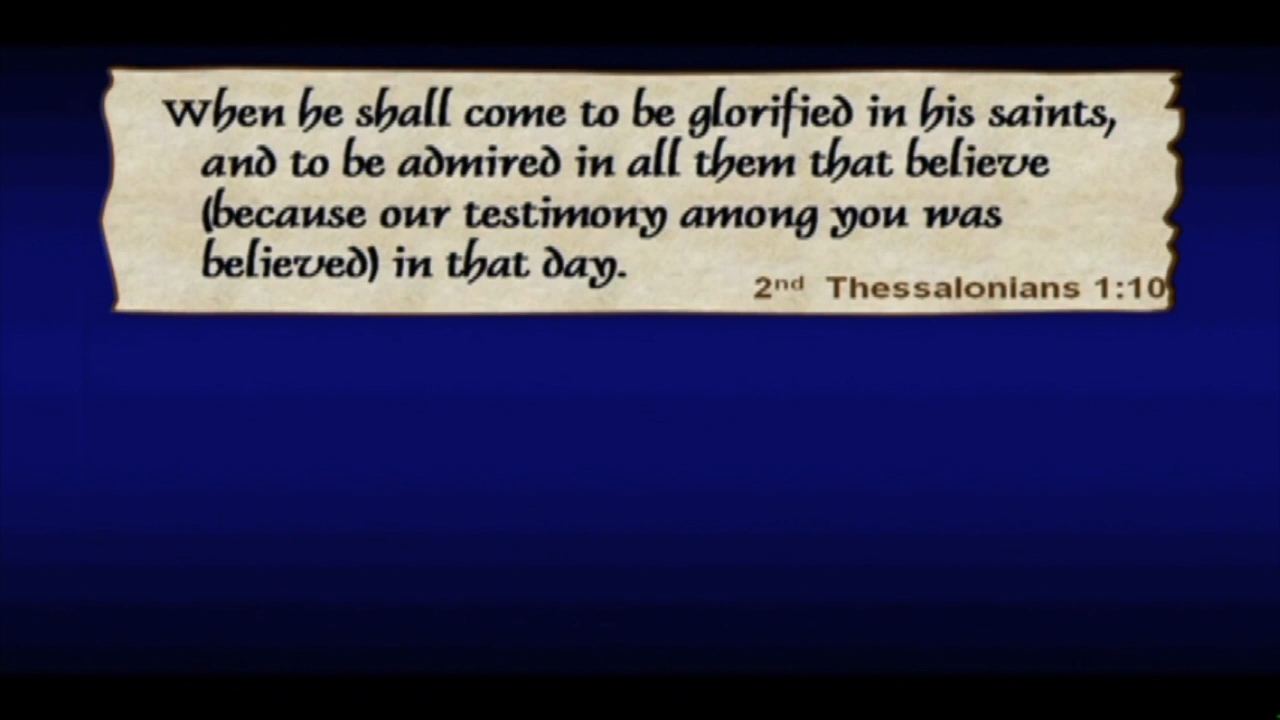 When he shall come to be glorified in his saints,
and to be admired in all them that believe
(because our testimony among you was
believed) in that day.
2nd Thessalonians 1:10